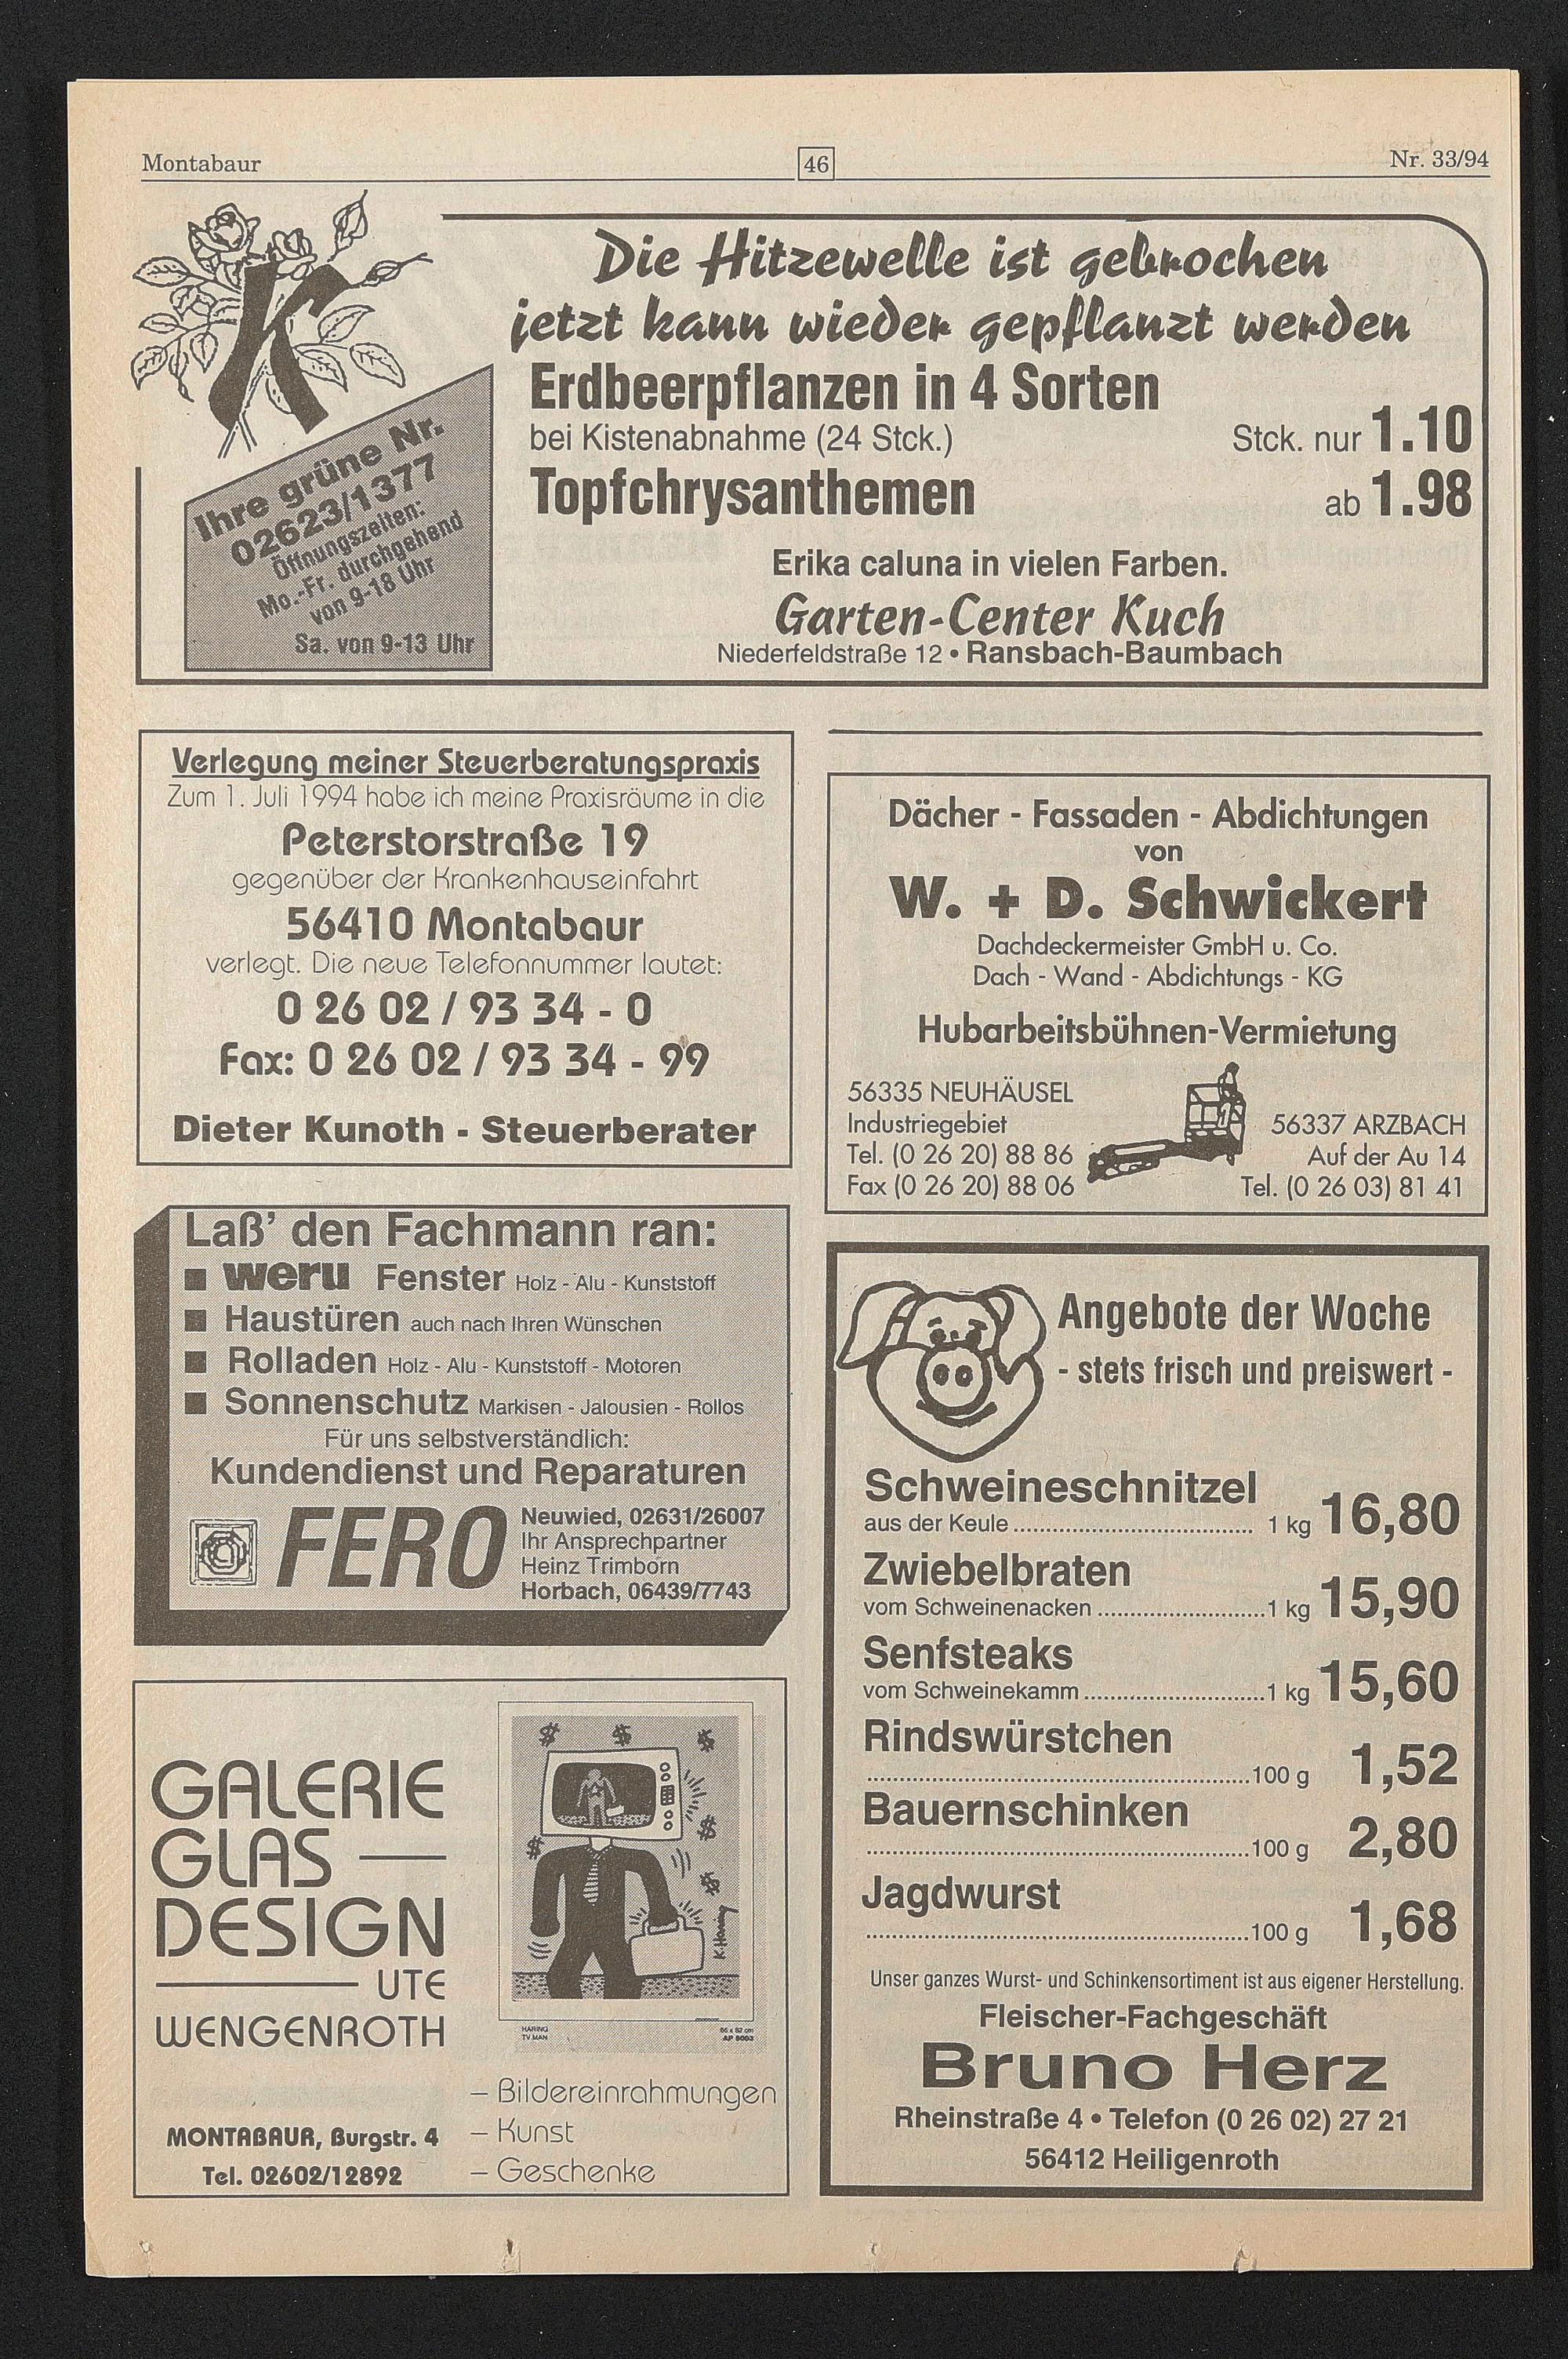 Montabaur
46
Nr. 33/94
Die Hitzewelle ist gebrochen
jetzt kann wieder gepflanzt werden
K
Ihre grüne Nr.
02623/1377
Öffnungszeiten:
Mo.-Fr. durchgehend
von 9-18 Uhr
Sa. von 9-13 Uhr
Erdbeerpflanzen in 4 Sorten
bei Kistenabnahme (24 Stck.) Stck. nur 1.10
Topfchrysanthemen ab 1.98
Erika caluna in vielen Farben.
Garten-Center Kuch
Niederfeldstraße 12 • Ransbach-Baumbach
Verlegung meiner Steuerberatungspraxis
Zum 1. Juli 1994 habe ich meine Praxisräume in die
Peterstorstraße 19
gegenüber der Krankenhauseinfahrt
56410 Montabaur
verlegt. Die neue Telefonnummer lautet:
0 26 02 / 93 34 - 0
Fax: 0 26 02 / 93 34 - 99
Dieter Kunoth - Steuerberater
Dächer - Fassaden - Abdichtungen
von
W. + D. Schwickert
Dachdeckermeister GmbH u. Co.
Dach - Wand - Abdichtungs - KG
Hubarbeitsbühnen-Vermietung
56335 NEUHÄUSEL
Industriegebiet
Tel. (0 26 20) 88 86
Fax (0 26 20) 88 06
56337 ARZBACH
Auf der Au 14
Tel. (0 26 03) 81 41
Laß' den Fachmann ran:
■ weru Fenster Holz - Alu - Kunststoff
■ Haustüren auch nach Ihren Wünschen
■ Rolladen Holz - Alu - Kunststoff - Motoren
■ Sonnenschutz Markisen - Jalousien - Rollos
Für uns selbstverständlich:
Kundendienst und Reparaturen
FERO
Neuwied, 02631/26007
Ihr Ansprechpartner
Heinz Trimborn
Horbach, 06439/7743
GALERIE
GLAS —
DESIGN
— UTE
WENGENROTH
MONTABAUR, Burgstr. 4
Tel. 02602/12892
$ $ $
$ $
$
K. Haring
HARING
TV MAN
66 x 82 cm
AP 8003
– Bildereinrahmungen
– Kunst
– Geschenke
Angebote der Woche
- stets frisch und preiswert -
Schweineschnitzel
aus der Keule .................................... 1 kg 16,80
Zwiebelbraten
vom Schweinenacken .........................1 kg 15,90
Senfsteaks
vom Schweinekamm ...........................1 kg 15,60
Rindswürstchen
.........................................................100 g 1,52
Bauernschinken
.........................................................100 g 2,80
Jagdwurst
.........................................................100 g 1,68
Unser ganzes Wurst- und Schinkensortiment ist aus eigener Herstellung.
Fleischer-Fachgeschäft
Bruno Herz
Rheinstraße 4 • Telefon (0 26 02) 27 21
56412 Heiligenroth